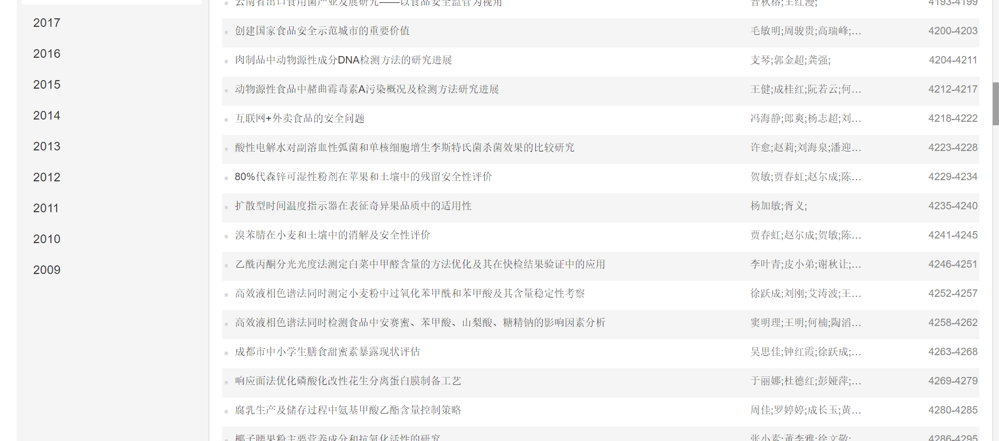 2017
2016
2015
2014
2013
2012
2011
2010
2009
云南省出口食用菌产业发展研究——以食品安全监管为视角 普秋榕;王红漫; 4193-4199
创建国家食品安全示范城市的重要价值 毛敏明;周骏贵;高瑞峰;... 4200-4203
肉制品中动物源性成分DNA检测方法的研究进展 支琴;郭金超;龚强; 4204-4211
动物源性食品中赭曲霉毒素A污染概况及检测方法研究进展 王健;成桂红;阮若云;何... 4212-4217
互联网+外卖食品的安全问题 冯海静;郎爽;杨志超;刘... 4218-4222
酸性电解水对副溶血性弧菌和单核细胞增生李斯特氏菌杀菌效果的比较研究 许愈;赵莉;刘海泉;潘迎... 4223-4228
80%代森锌可湿性粉剂在苹果和土壤中的残留安全性评价 贺敏;贾春虹;赵尔成;陈... 4229-4234
扩散型时间温度指示器在表征奇异果品质中的适用性 杨加敏;胥义; 4235-4240
溴苯腈在小麦和土壤中的消解及安全性评价 贾春虹;赵尔成;贺敏;陈... 4241-4245
乙酰丙酮分光光度法测定白菜中甲醛含量的方法优化及其在快检结果验证中的应用 李叶青;皮小弟;谢秋让;... 4246-4251
高效液相色谱法同时测定小麦粉中过氧化苯甲酰和苯甲酸及其含量稳定性考察 徐跃成;刘刚;艾涛波;王... 4252-4257
高效液相色谱法同时检测食品中安赛蜜、苯甲酸、山梨酸、糖精钠的影响因素分析 窦明理;王明;何楠;陶滔... 4258-4262
成都市中小学生膳食甜蜜素暴露现状评估 吴思佳;钟红霞;徐跃成;... 4263-4268
响应面法优化磷酸化改性花生分离蛋白膜制备工艺 于丽娜;杜德红;彭娅萍;... 4269-4279
腐乳生产及储存过程中氨基甲酸乙酯含量控制策略 周佳;罗婷婷;成长玉;黄... 4280-4285
椰子腰果粉主要营养成分和抗氧化活性的研究 张小素;董李雅;徐文敬; 4286-4295